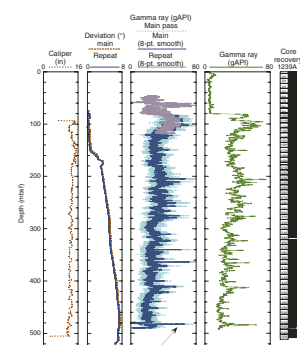 Gamma ray (gAPI)
Main pass
Deviation (°)
main
Repeat
Main
(8-pt. smooth)
Repeat
(8-pt. smooth)
Caliper
(in)
Gamma ray
(gAPI)
Core
recovery
1239A
0 16 0 8 0 80 0 80
0
100
200
300
400
500
Depth (mbsf)